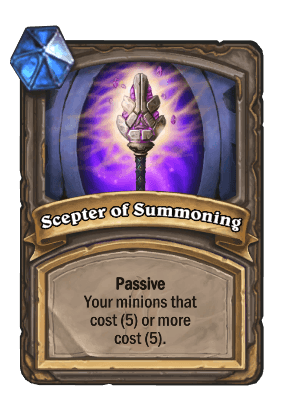 Scepter of Summoning
Passive
Your minions that
cost (5) or more
cost (5).